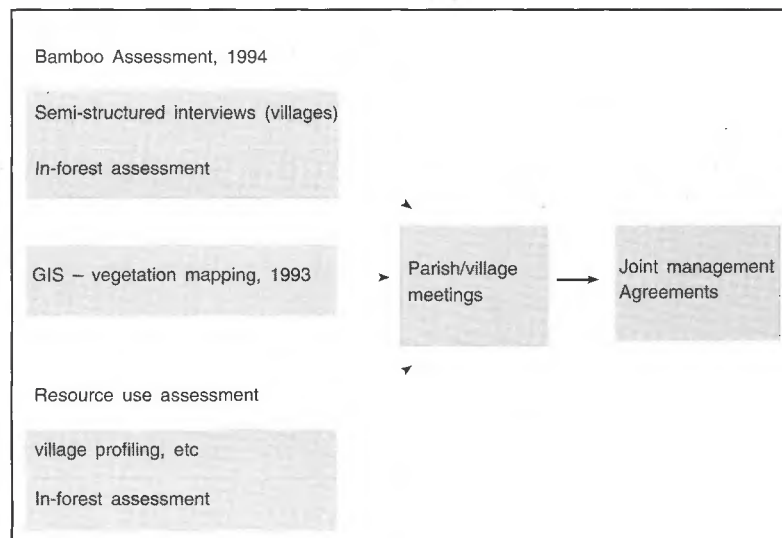 Bamboo Assessment, 1994
Semi-structured interviews (villages)
In-forest assessment
GIS – vegetation mapping, 1993
Parish/village
meetings
Joint management
Agreements
Resource use assessment
village profiling, etc
In-forest assessment